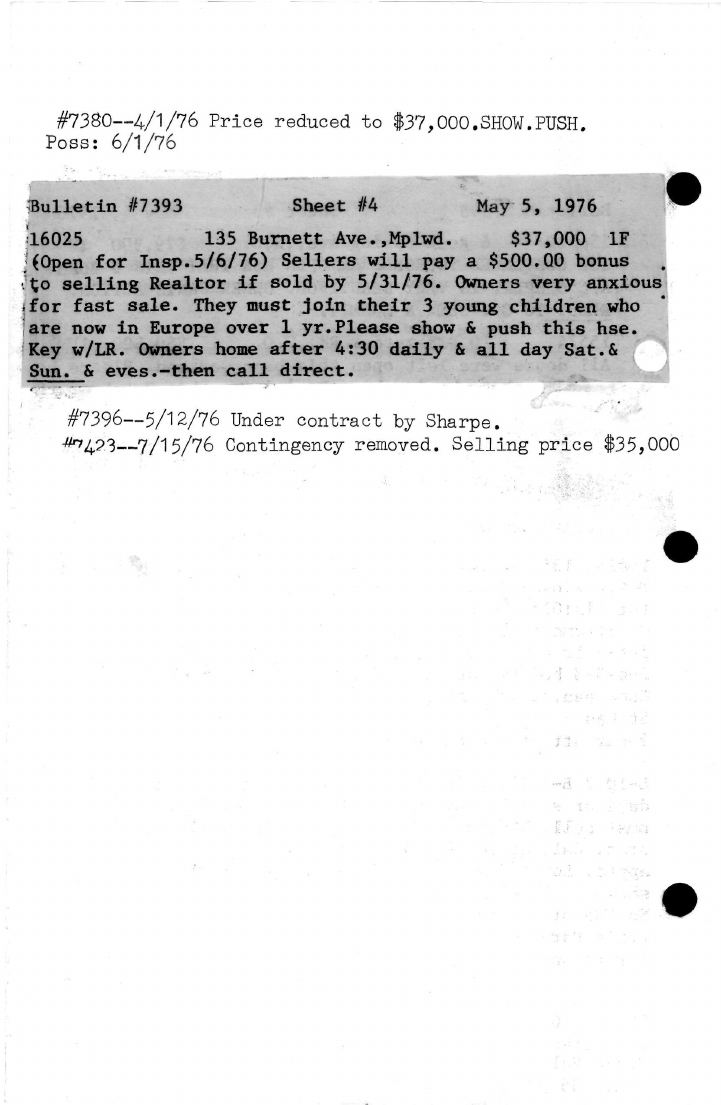 #7380--4/1/76 Price reduced to $37,000.SHOW.PUSH.
Poss: 6/1/76
Bulletin #7393 Sheet #4 May 5, 1976
16025 135 Burnett Ave.,Mplwd. $37,000 1F
(Open for Insp.5/6/76) Sellers will pay a $500.00 bonus
to selling Realtor if sold by 5/31/76. Owners very anxious
for fast sale. They must join their 3 young children who
are now in Europe over 1 yr.Please show & push this hse.
Key w/LR. Owners home after 4:30 daily & all day Sat.&
Sun. & eves.-then call direct.
#7396--5/12/76 Under contract by Sharpe.
#7423--7/15/76 Contingency removed. Selling price $35,000